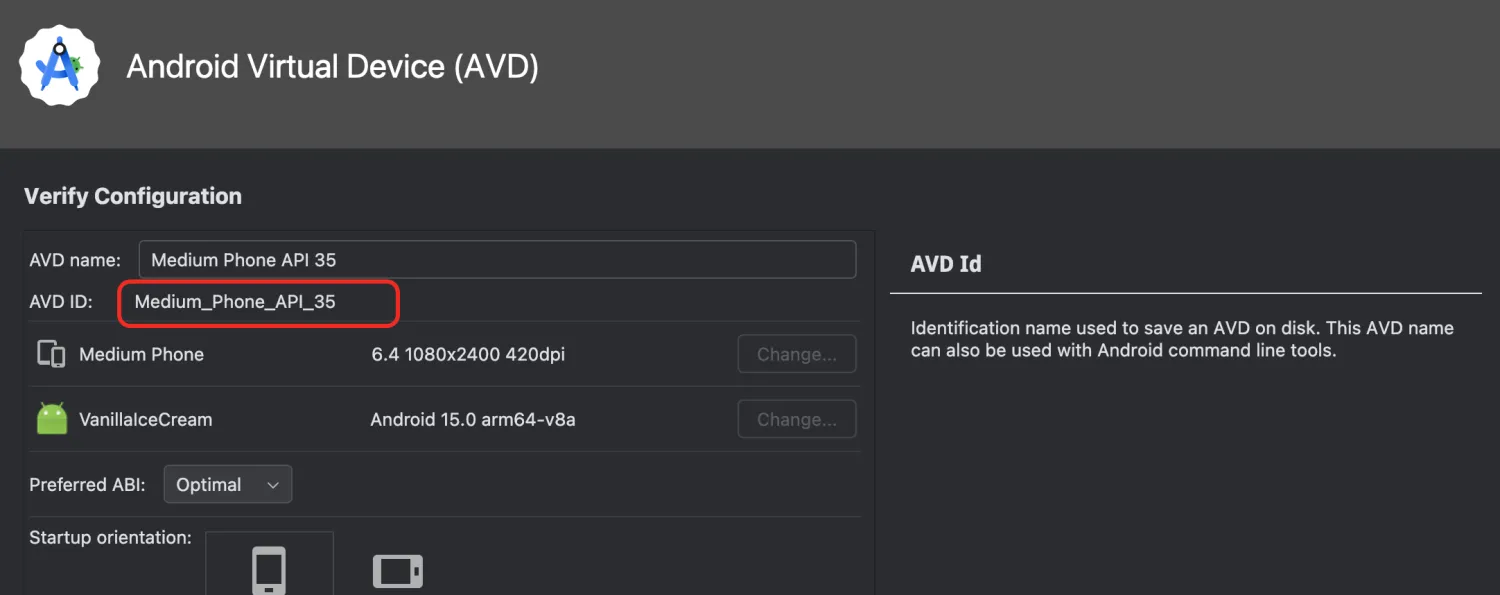 Android Virtual Device (AVD)
Verify Configuration
AVD name: Medium Phone API 35
AVD ID: Medium_Phone_API_35
Medium Phone 6.4 1080x2400 420dpi Change...
VanillaIceCream Android 15.0 arm64-v8a Change...
Preferred ABI: Optimal
Startup orientation:
AVD Id
Identification name used to save an AVD on disk. This AVD name
can also be used with Android command line tools.